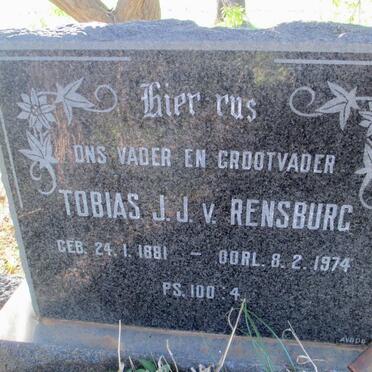 Hier rus
ONS VADER EN GROOTVADER
TOBIAS J.J. v. RENSBURG
GEB. 24.1.1881 – OORL. 8.2.1974
PS. 100:4